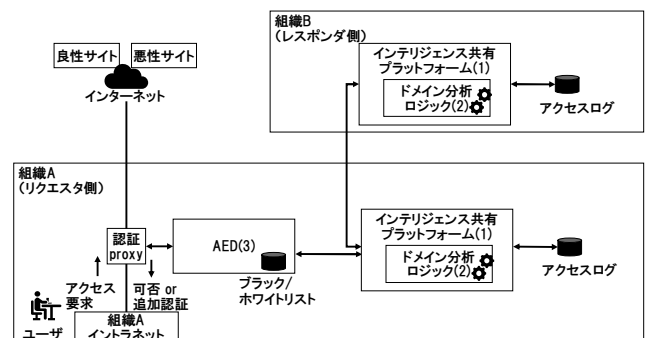 組織B
(レスポンダ側)
インテリジェンス共有
プラットフォーム(1)
ドメイン分析
ロジック(2)
アクセスログ
良性サイト
悪性サイト
インターネット
組織A
(リクエスタ側)
認証
proxy
AED(3)
ブラック/
ホワイトリスト
インテリジェンス共有
プラットフォーム(1)
ドメイン分析
ロジック(2)
アクセスログ
アクセス
要求
可否 or
追加認証
ユーザ
組織A
イントラネット